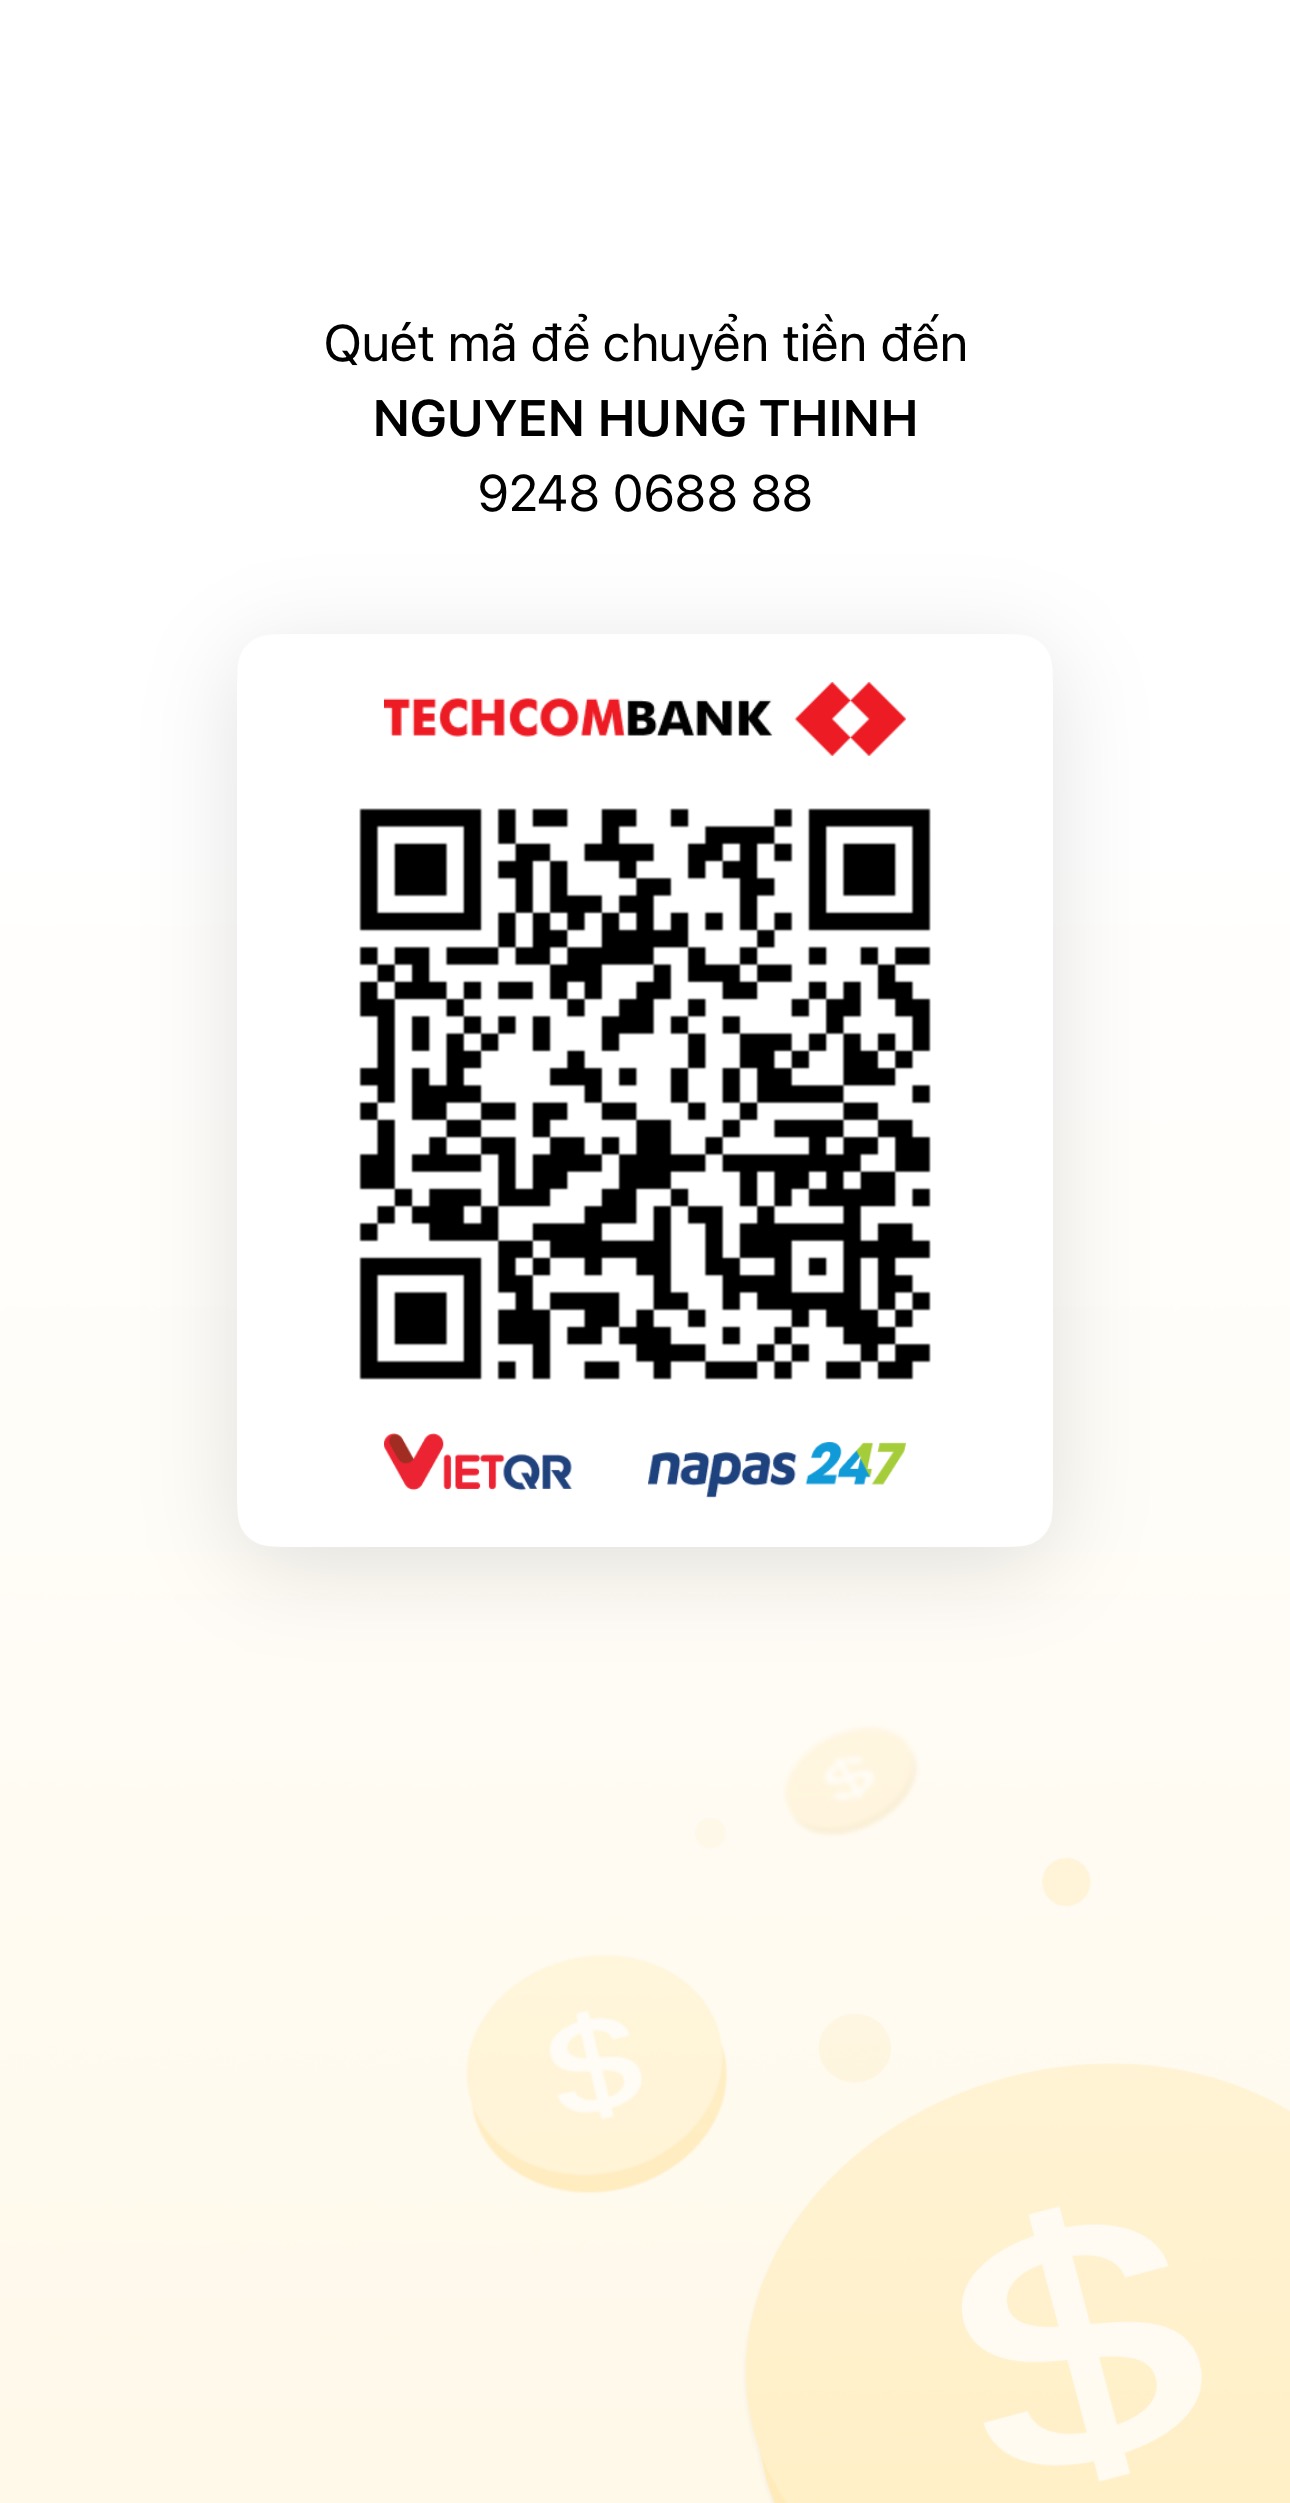 Quét mã để chuyển tiền đến
NGUYEN HUNG THINH
9248 0688 88
TECHCOMBANK
VIETQR
napas 247
$
$
$